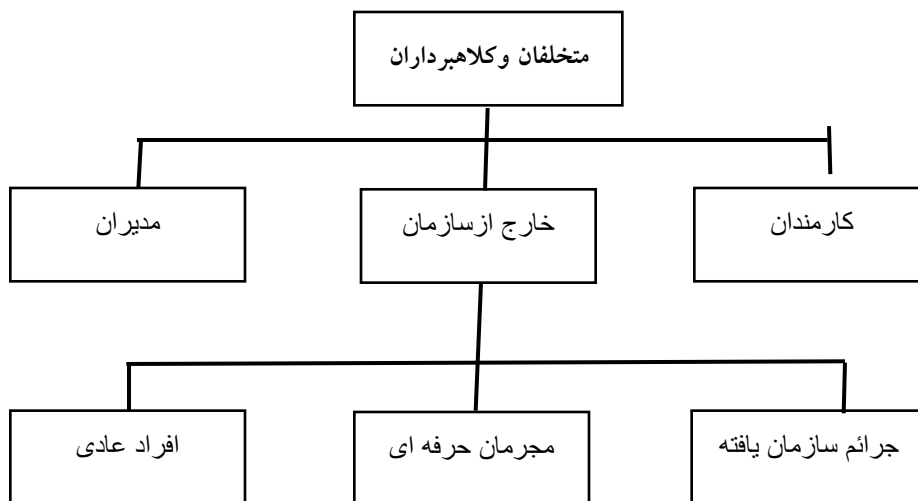 متخلفان وکلاهبرداران
کارمندان
خارج ازسازمان
مدیران
جرائم سازمان یافته
مجرمان حرفه ای
افراد عادی